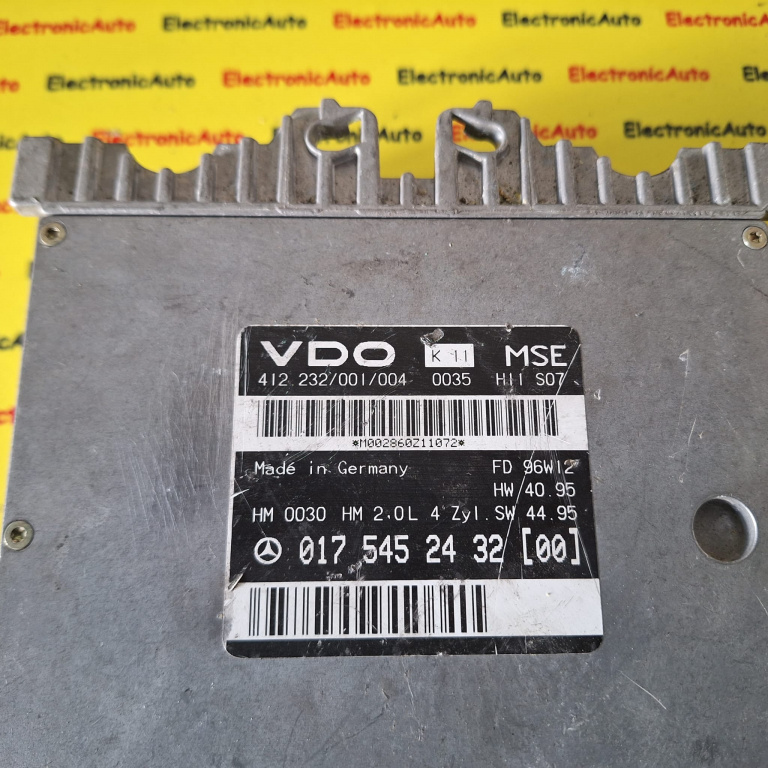 ElectronicAuto ElectronicAuto ElectronicAuto ElectronicAuto
ElectronicAuto ElectronicAuto ElectronicAuto
ElectronicAuto ElectronicAuto ElectronicAuto
VDO K 11 MSE
412 232/001/004 0035 H11 S07
*M002860Z11072*
Made in Germany FD 96W12
HW 40.95
HM 0030 HM 2.0L 4 Zyl. SW 44.95
017 545 24 32 [00]